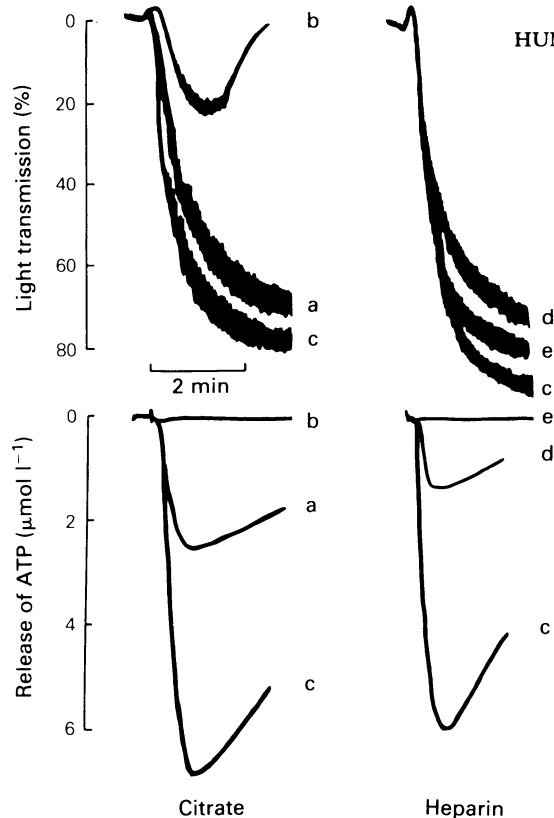 0
20
40
60
80
Light transmission (%)
b
a
c
2 min
HU
d
e
c
0
2
4
6
Release of ATP (μmol l⁻¹)
b
a
c
e
d
c
Citrate
Heparin